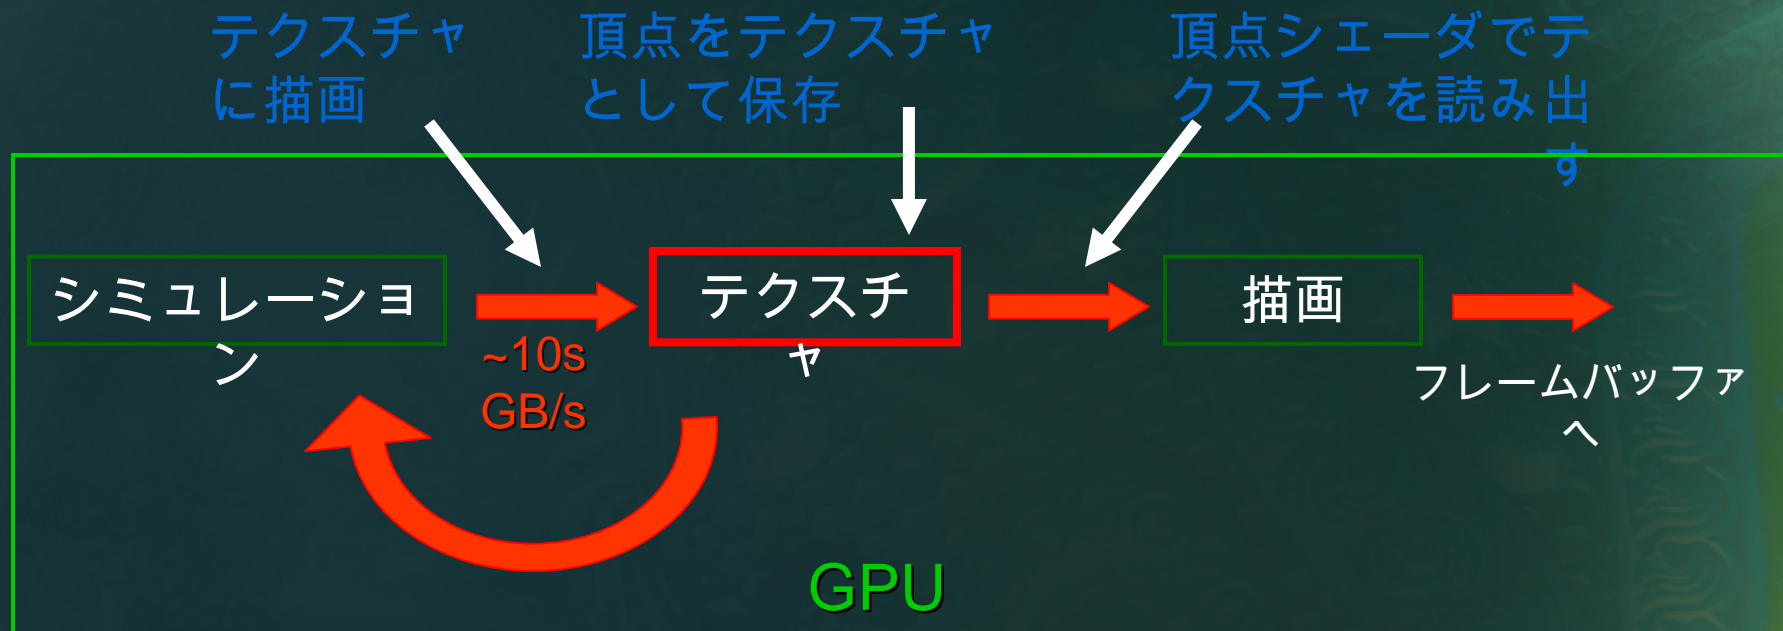 テクスチャ
に描画
頂点をテクスチャ
として保存
頂点シェーダでテ
クスチャを読み出
す
シミュレーショ
ン
~10s
GB/s
テクスチ
ャ
描画
フレームバッファ
へ
GPU